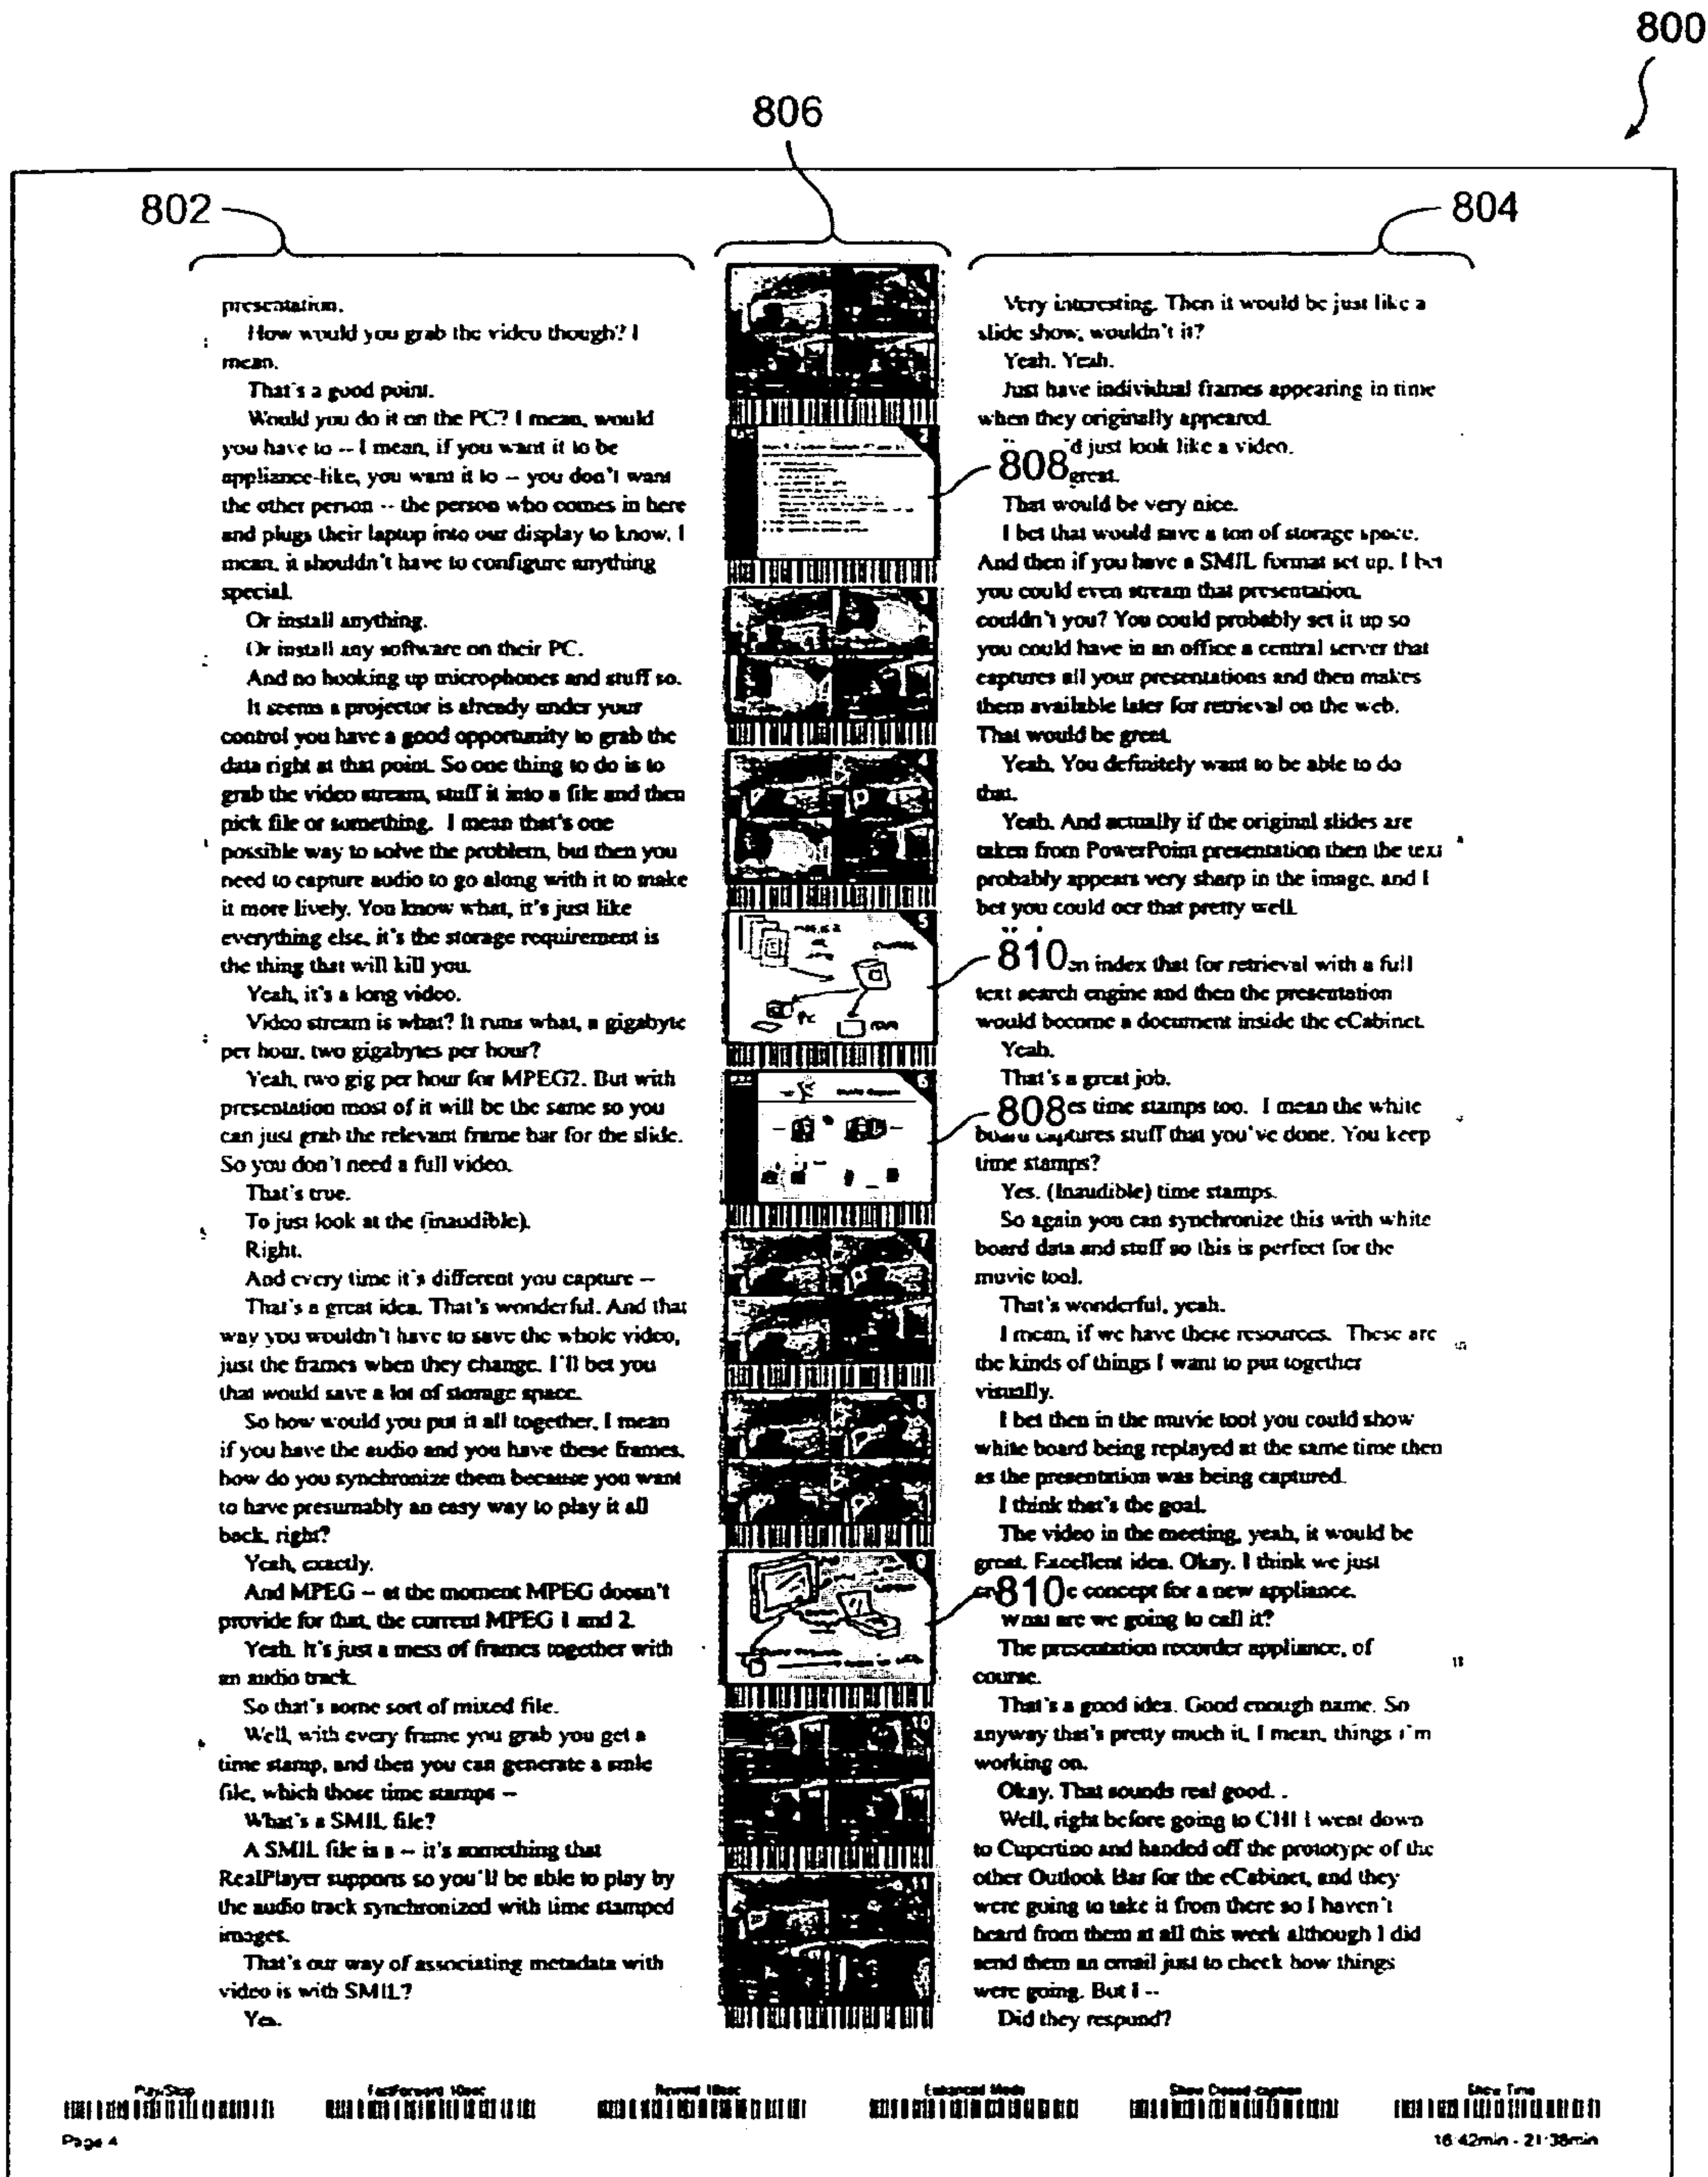 800
806
802
804
presentation.
How would you grab the video though? I
mean.
That's a good point.
Would you do it on the PC? I mean, would
you have to -- I mean, if you want it to be
appliance-like, you want it to -- you don't want
the other person -- the person who comes in here
and plugs their laptop into our display to know, I
mean, it shouldn't have to configure anything
special.
Or install anything.
Or install any software on their PC.
And no hooking up microphones and stuff so.
It seems a projector is already under your
control you have a good opportunity to grab the
data right at that point. So one thing to do is to
grab the video stream, stuff it into a file and then
pick file or something. I mean that's one
possible way to solve the problem, but then you
need to capture audio to go along with it to make
it more lively. You know what, it's just like
everything else, it's the storage requirement is
the thing that will kill you.
Yeah, it's a long video.
Video stream is what? It runs what, a gigabyte
per hour, two gigabytes per hour?
Yeah, two gig per hour for MPEG2. But with
presentation most of it will be the same so you
can just grab the relevant frame bar for the slide.
So you don't need a full video.
That's true.
To just look at the (inaudible).
Right.
And every time it's different you capture --
That's a great idea. That's wonderful. And that
way you wouldn't have to save the whole video,
just the frames when they change. I'll bet you
that would save a lot of storage space.
So how would you put it all together, I mean
if you have the audio and you have these frames,
how do you synchronize them because you want
to have presumably an easy way to play it all
back, right?
Yeah, exactly.
And MPEG -- at the moment MPEG doesn't
provide for that, the current MPEG 1 and 2.
Yeah. It's just a mess of frames together with
an audio track.
So that's some sort of mixed file.
Well, with every frame you grab you get a
time stamp, and then you can generate a smle
file, which those time stamps --
What's a SMIL file?
A SMIL file is a -- it's something that
RealPlayer supports so you'll be able to play by
the audio track synchronized with time stamped
images.
That's our way of associating metadata with
video is with SMIL?
Yes.
1
2
3
4
5
6
7
8
9
10
11
Very interesting. Then it would be just like a
slide show, wouldn't it?
Yeah. Yeah.
Just have individual frames appearing in time
when they originally appeared.
'd just look like a video.
808 great.
That would be very nice.
I bet that would save a ton of storage space.
And then if you have a SMIL format set up, I bet
you could even stream that presentation,
couldn't you? You could probably set it up so
you could have in an office a central server that
captures all your presentations and then makes
them available later for retrieval on the web.
That would be great.
Yeah. You definitely want to be able to do
that.
Yeah. And actually if the original slides are
taken from PowerPoint presentation then the text
probably appears very sharp in the image, and I
bet you could ocr that pretty well.
810 an index that for retrieval with a full
text search engine and then the presentation
would become a document inside the eCabinet.
Yeah.
That's a great job.
808 es time stamps too. I mean the white
board captures stuff that you've done. You keep
time stamps?
Yes. (Inaudible) time stamps.
So again you can synchronize this with white
board data and stuff so this is perfect for the
muvie tool.
That's wonderful, yeah.
I mean, if we have these resources. These are
the kinds of things I want to put together
visually.
I bet then in the muvie tool you could show
white board being replayed at the same time then
as the presentation was being captured.
I think that's the goal.
The video in the meeting, yeah, it would be
great. Excellent idea. Okay. I think we just
810 e concept for a new appliance.
What are we going to call it?
The presentation recorder appliance, of
course.
That's a good idea. Good enough name. So
anyway that's pretty much it, I mean, things i'm
working on.
Okay. That sounds real good. .
Well, right before going to CHI I went down
to Cupertino and handed off the prototype of the
other Outlook Bar for the eCabinet, and they
were going to take it from there so I haven't
heard from them at all this week although I did
send them an email just to check how things
were going. But I --
Did they respond?
Play/Stop
FastForward 10sec
Rewind 10sec
Enhanced Mode
Show Closed-caption
Show Time
Page 4
16:42min - 21:38min